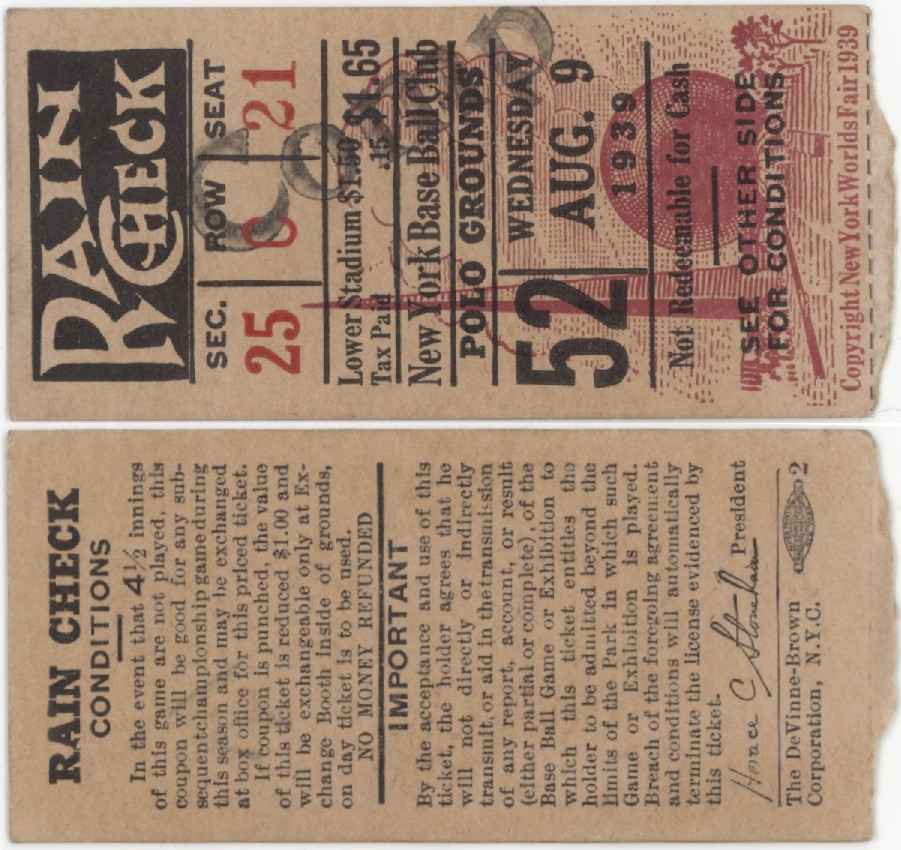 RAIN
CHECK
SEC. ROW SEAT
25 21
Lower Stadium $1.50
Tax Paid .15 $1.65
New York Base Ball Club
POLO GROUNDS
52
WEDNESDAY
AUG. 9
1939
Not Redeemable for Cash
SEE OTHER SIDE
FOR CONDITIONS
Copyright New York Worlds Fair 1939
RAIN CHECK
CONDITIONS
In the event that 4½ innings
of this game are not played, this
coupon will be good for any sub-
sequent championship game during
this season and may be exchanged
at box office for this priced ticket.
If coupon is punched, the value
of this ticket is reduced $1.00 and
will be exchangeable only at Ex-
change Booth inside of grounds,
on day ticket is to be used.
NO MONEY REFUNDED
IMPORTANT
By the acceptance and use of this
ticket, the holder agrees that he
will not directly or indirectly
transmit, or aid in the transmission
of any report, account, or result
(either partial or complete) of the
Base Ball Game or Exhibition to
which this ticket entitles the
holder to be admitted beyond the
limits of the Park in which such
Game or Exhibition is played.
Breach of the foregoing agreement
and conditions will automatically
terminate the license evidenced by
this ticket.
Horace C Stoneham President
The DeVinne-Brown
Corporation, N.Y.C. 2